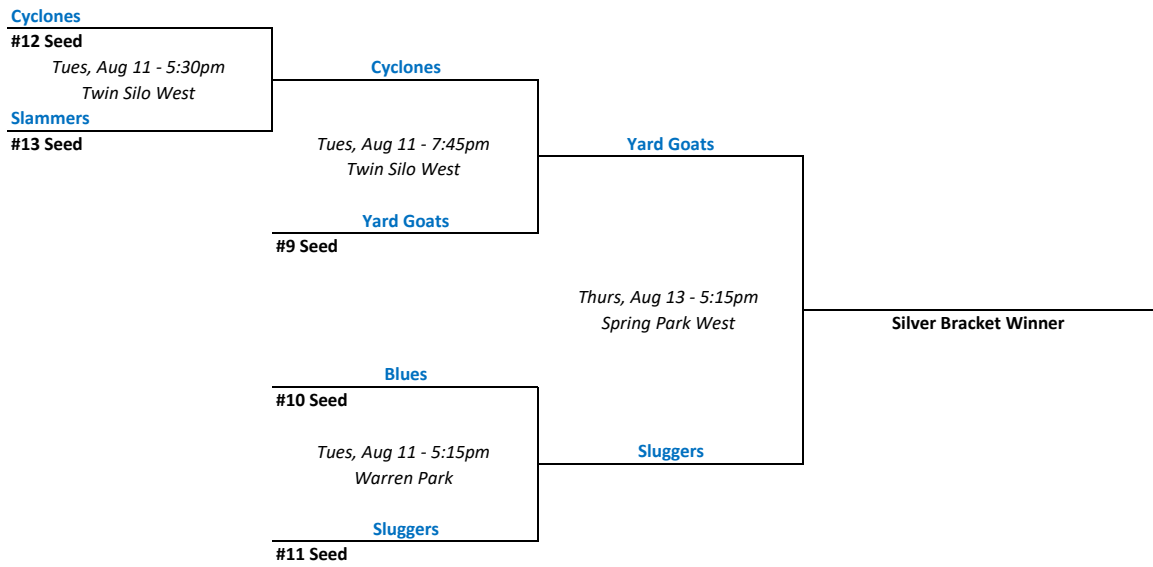 Cyclones
#12 Seed
Tues, Aug 11 - 5:30pm
Twin Silo West
Slammers
#13 Seed
Cyclones
Tues, Aug 11 - 7:45pm
Twin Silo West
Yard Goats
#9 Seed
Yard Goats
Thurs, Aug 13 - 5:15pm
Spring Park West
Silver Bracket Winner
Blues
#10 Seed
Tues, Aug 11 - 5:15pm
Warren Park
Sluggers
#11 Seed
Sluggers